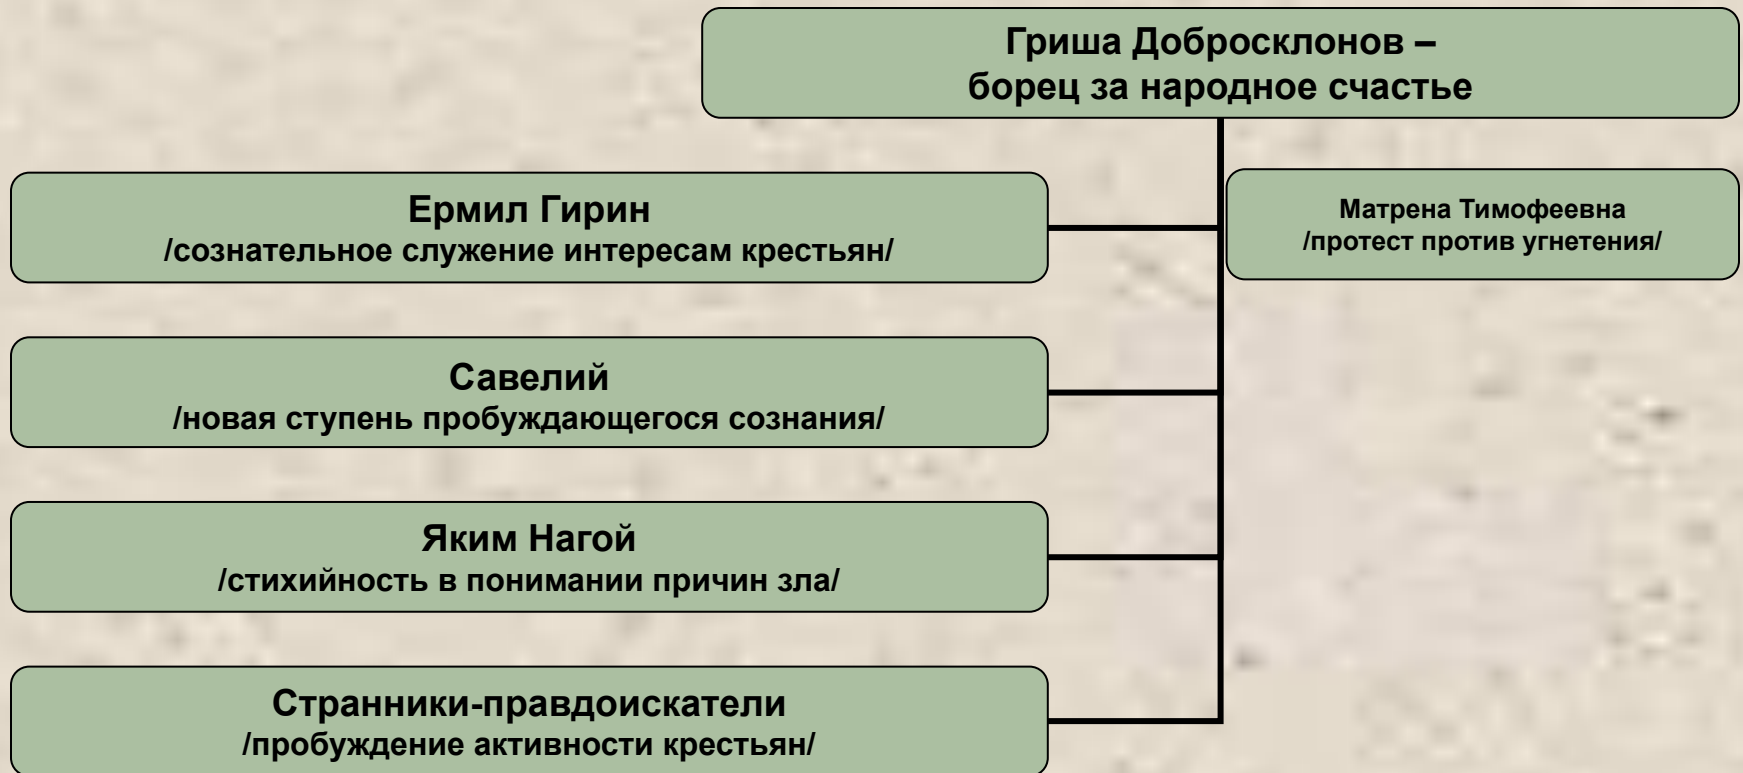 Гриша Добросклонов –
борец за народное счастье
Ермил Гирин
/сознательное служение интересам крестьян/
Матрена Тимофеевна
/протест против угнетения/
Савелий
/новая ступень пробуждающегося сознания/
Яким Нагой
/стихийность в понимании причин зла/
Странники-правдоискатели
/пробуждение активности крестьян/